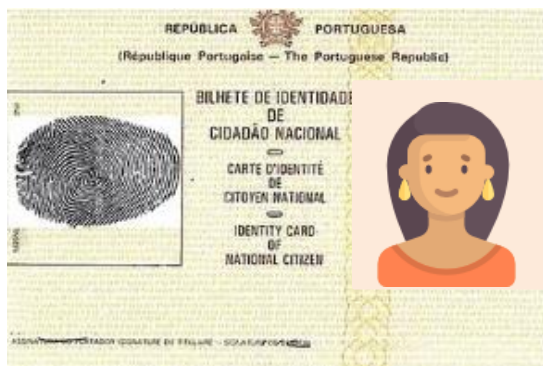 REPÚBLICA PORTUGUESA
(République Portugaise — The Portuguese Republic)
BILHETE DE IDENTIDADE
DE
CIDADÃO NACIONAL
CARTE D'IDENTITÉ
DE
CITOYEN NATIONAL
IDENTITY CARD
OF
NATIONAL CITIZEN
PORTADOR